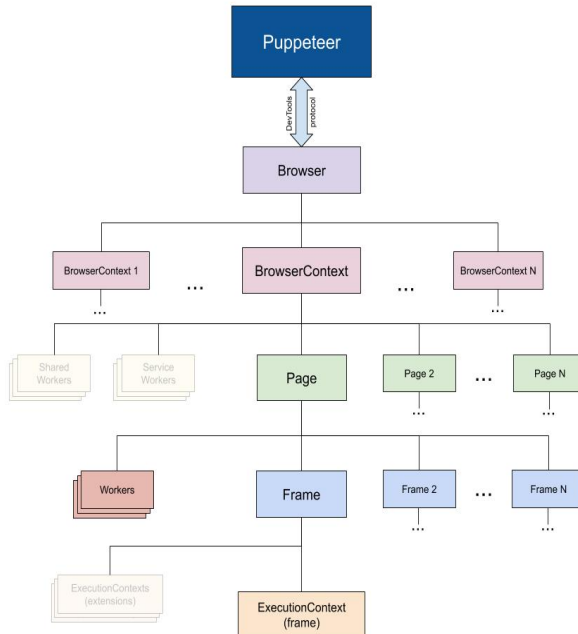 Puppeteer
DevTools
protocol
Browser
BrowserContext 1
...
BrowserContext
...
BrowserContext N
...
...
Shared
Workers
Service
Workers
Page
Page 2
...
Page N
...
...
Workers
Frame
Frame 2
...
Frame N
...
...
ExecutionContexts
(extensions)
ExecutionContext
(frame)